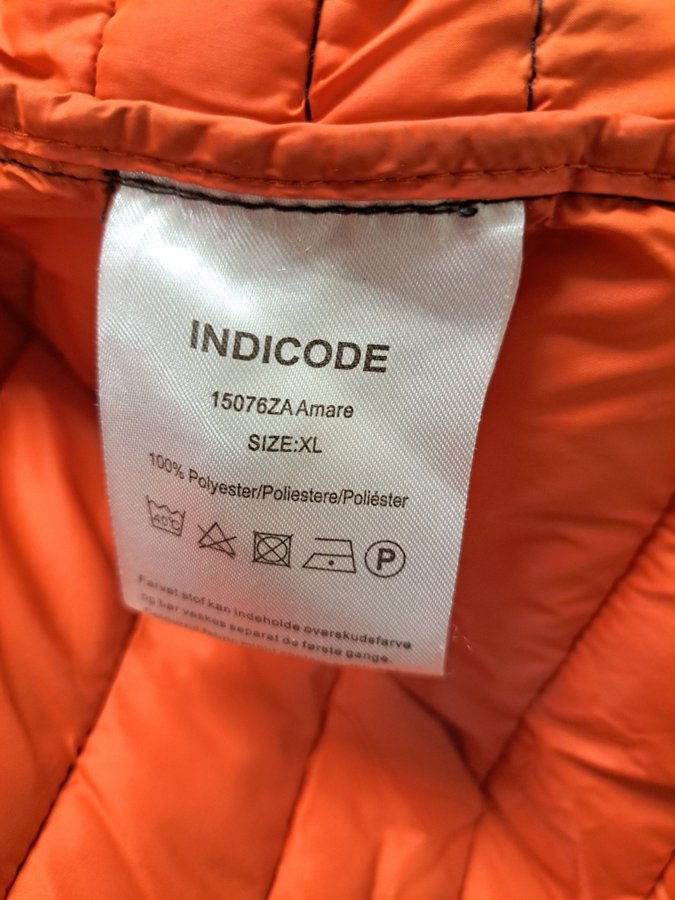 INDICODE
15076ZA Amare
SIZE:XL
100% Polyester/Poliestere/Poliéster
40°C
P
Farvet stof kan indeholde overskudsfarve
og bør vaskes separat de første gange.